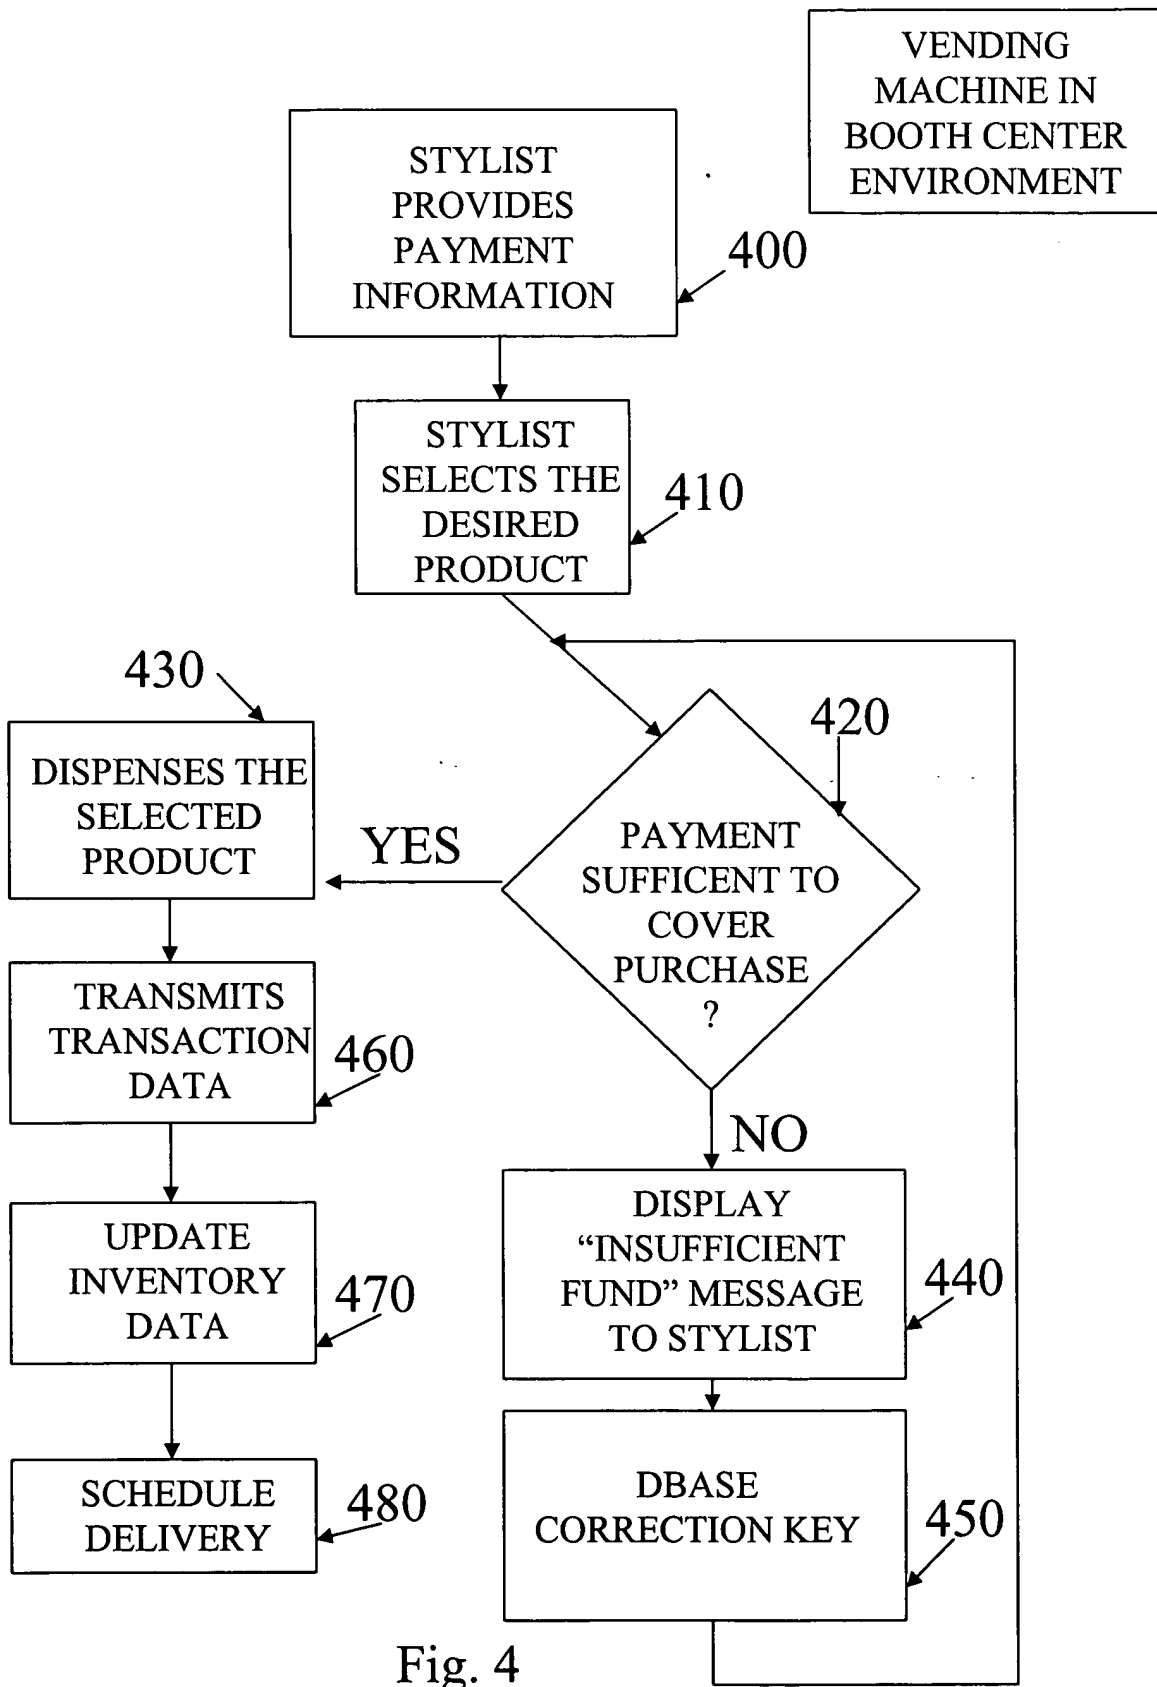 VENDING
MACHINE IN
BOOTH CENTER
ENVIRONMENT
STYLIST
PROVIDES
PAYMENT
INFORMATION
400
STYLIST
SELECTS THE
DESIRED
PRODUCT
410
430
DISPENSES THE
SELECTED
PRODUCT
YES
420
PAYMENT
SUFFICENT TO
COVER
PURCHASE
?
TRANSMITS
TRANSACTION
DATA
460
NO
UPDATE
INVENTORY
DATA
470
DISPLAY
“INSUFFICIENT
FUND” MESSAGE
TO STYLIST
440
SCHEDULE
DELIVERY
480
DBASE
CORRECTION KEY
450
Fig. 4